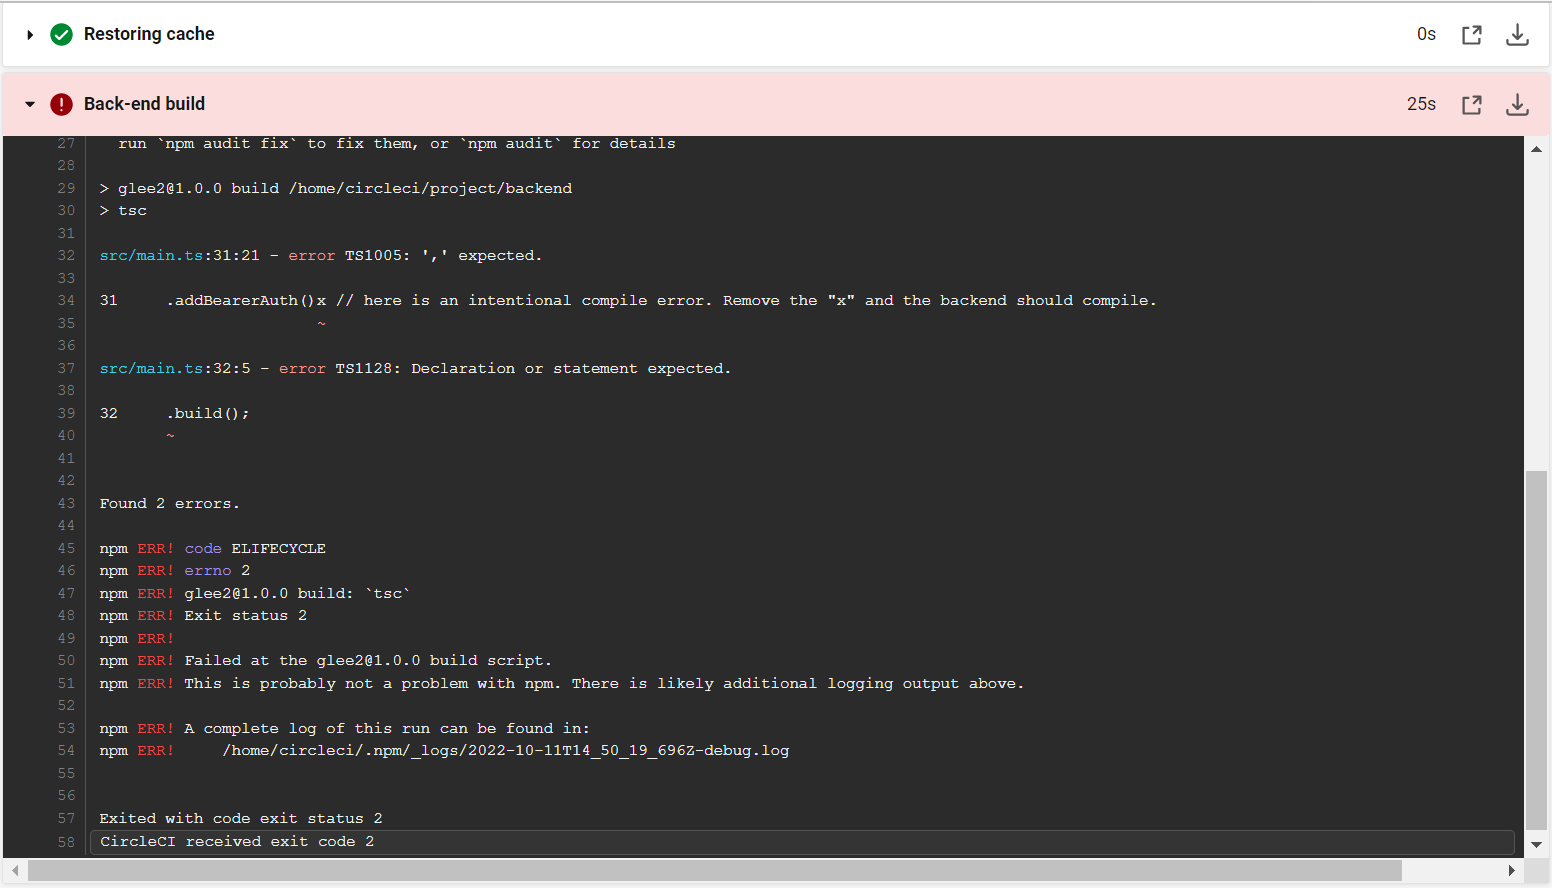 Restoring cache 0s
Back-end build 25s
27 run `npm audit fix` to fix them, or `npm audit` for details
28
29 > glee2@1.0.0 build /home/circleci/project/backend
30 > tsc
31
32 src/main.ts:31:21 - error TS1005: ',' expected.
33
34 31 .addBearerAuth()x // here is an intentional compile error. Remove the "x" and the backend should compile.
35 ~
36
37 src/main.ts:32:5 - error TS1128: Declaration or statement expected.
38
39 32 .build();
40 ~
41
42
43 Found 2 errors.
44
45 npm ERR! code ELIFECYCLE
46 npm ERR! errno 2
47 npm ERR! glee2@1.0.0 build: `tsc`
48 npm ERR! Exit status 2
49 npm ERR!
50 npm ERR! Failed at the glee2@1.0.0 build script.
51 npm ERR! This is probably not a problem with npm. There is likely additional logging output above.
52
53 npm ERR! A complete log of this run can be found in:
54 npm ERR! /home/circleci/.npm/_logs/2022-10-11T14_50_19_696Z-debug.log
55
56
57 Exited with code exit status 2
58 CircleCI received exit code 2